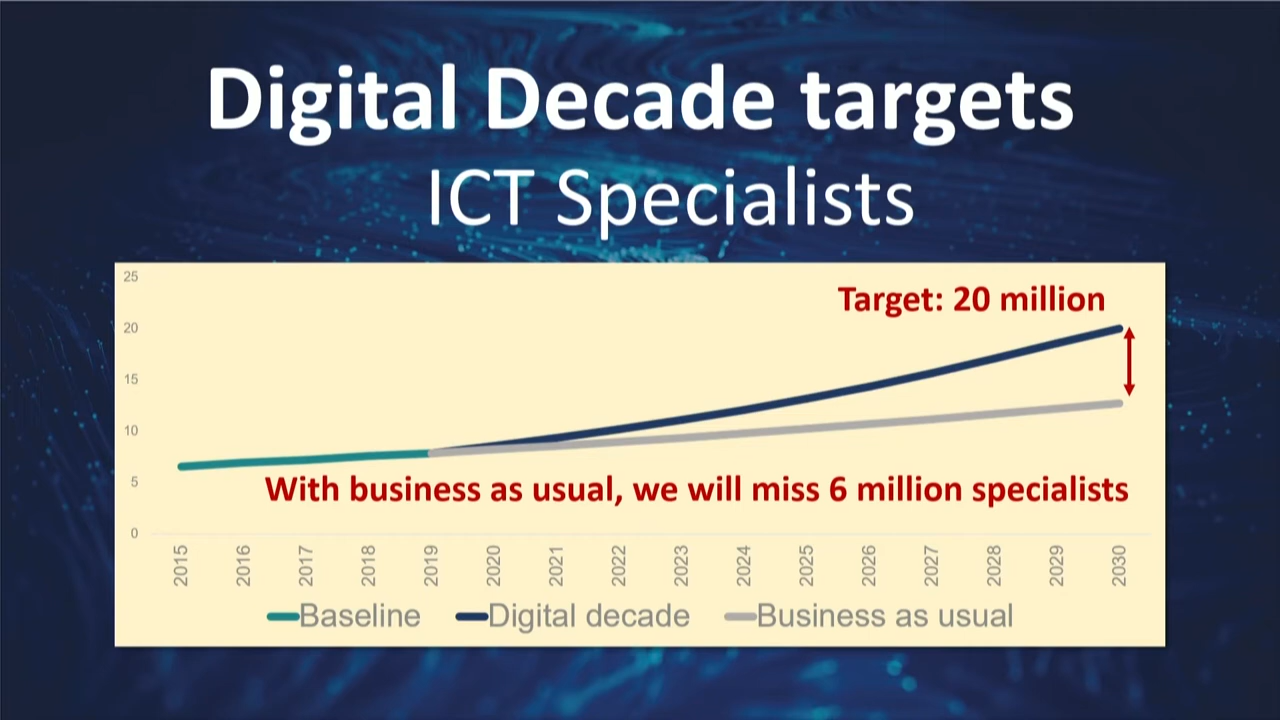 Digital Decade targets
ICT Specialists
25
20
15
10
5
0
Target: 20 million
With business as usual, we will miss 6 million specialists
2015 2016 2017 2018 2019 2020 2021 2022 2023 2024 2025 2026 2027 2028 2029 2030
Baseline Digital decade Business as usual